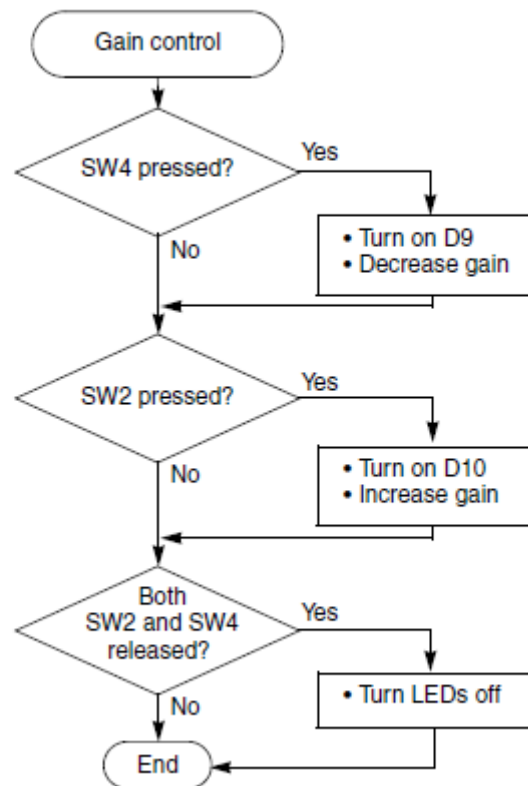 Gain control
SW4 pressed?
Yes
No
• Turn on D9
• Decrease gain
SW2 pressed?
Yes
No
• Turn on D10
• Increase gain
Both
SW2 and SW4
released?
Yes
No
• Turn LEDs off
End